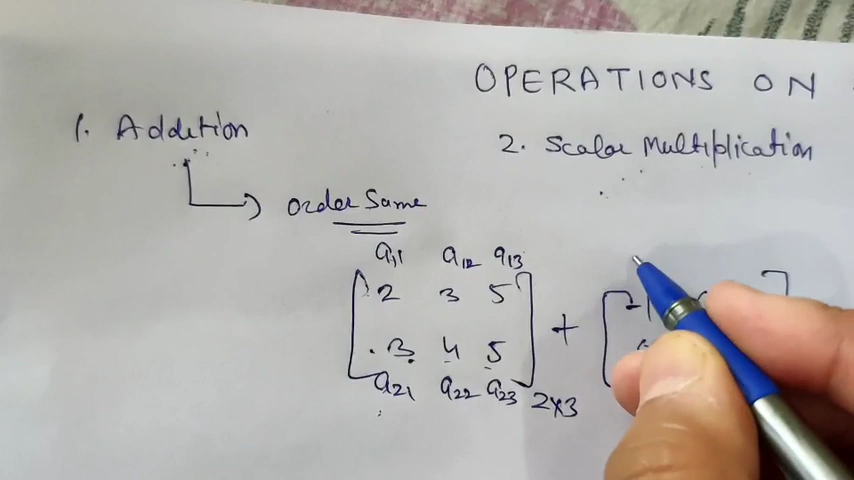 OPERATIONS ON
1. Addition
2. Scalar Multiplication
Order Same
a11 a12 a13
2 3 5
+ -1
3 4 5
a21 a22 a23 2x3